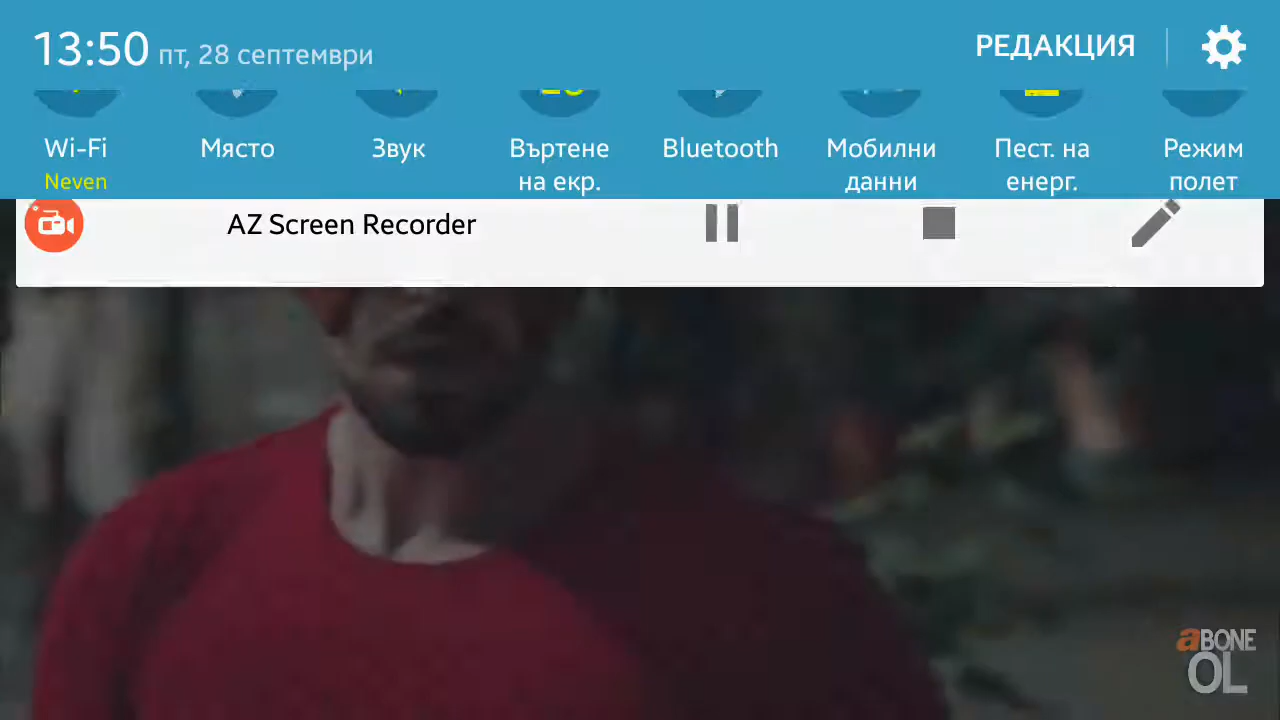 13:50 пт, 28 септември
РЕДАКЦИЯ
Wi-Fi
Neven
Място
Звук
Въртене
на екр.
Bluetooth
Мобилни
данни
Пест. на
енерг.
Режим
полет
AZ Screen Recorder
aBONE
OL